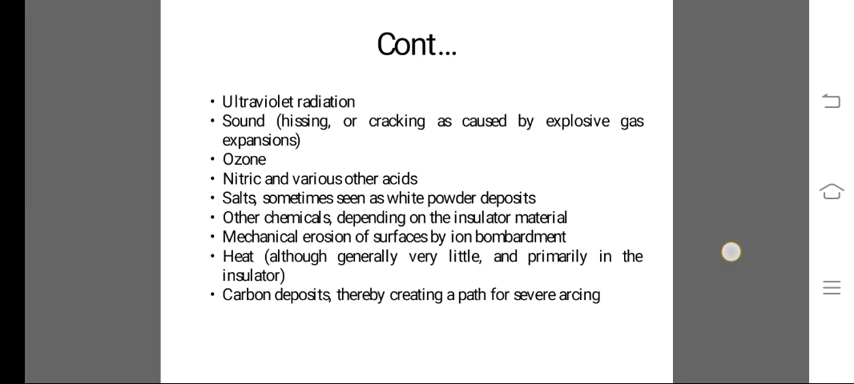 Cont...
• Ultraviolet radiation
• Sound (hissing, or cracking as caused by explosive gas
expansions)
• Ozone
• Nitric and various other acids
• Salts, sometimes seen as white powder deposits
• Other chemicals, depending on the insulator material
• Mechanical erosion of surfaces by ion bombardment
• Heat (although generally very little, and primarily in the
insulator)
• Carbon deposits, thereby creating a path for severe arcing